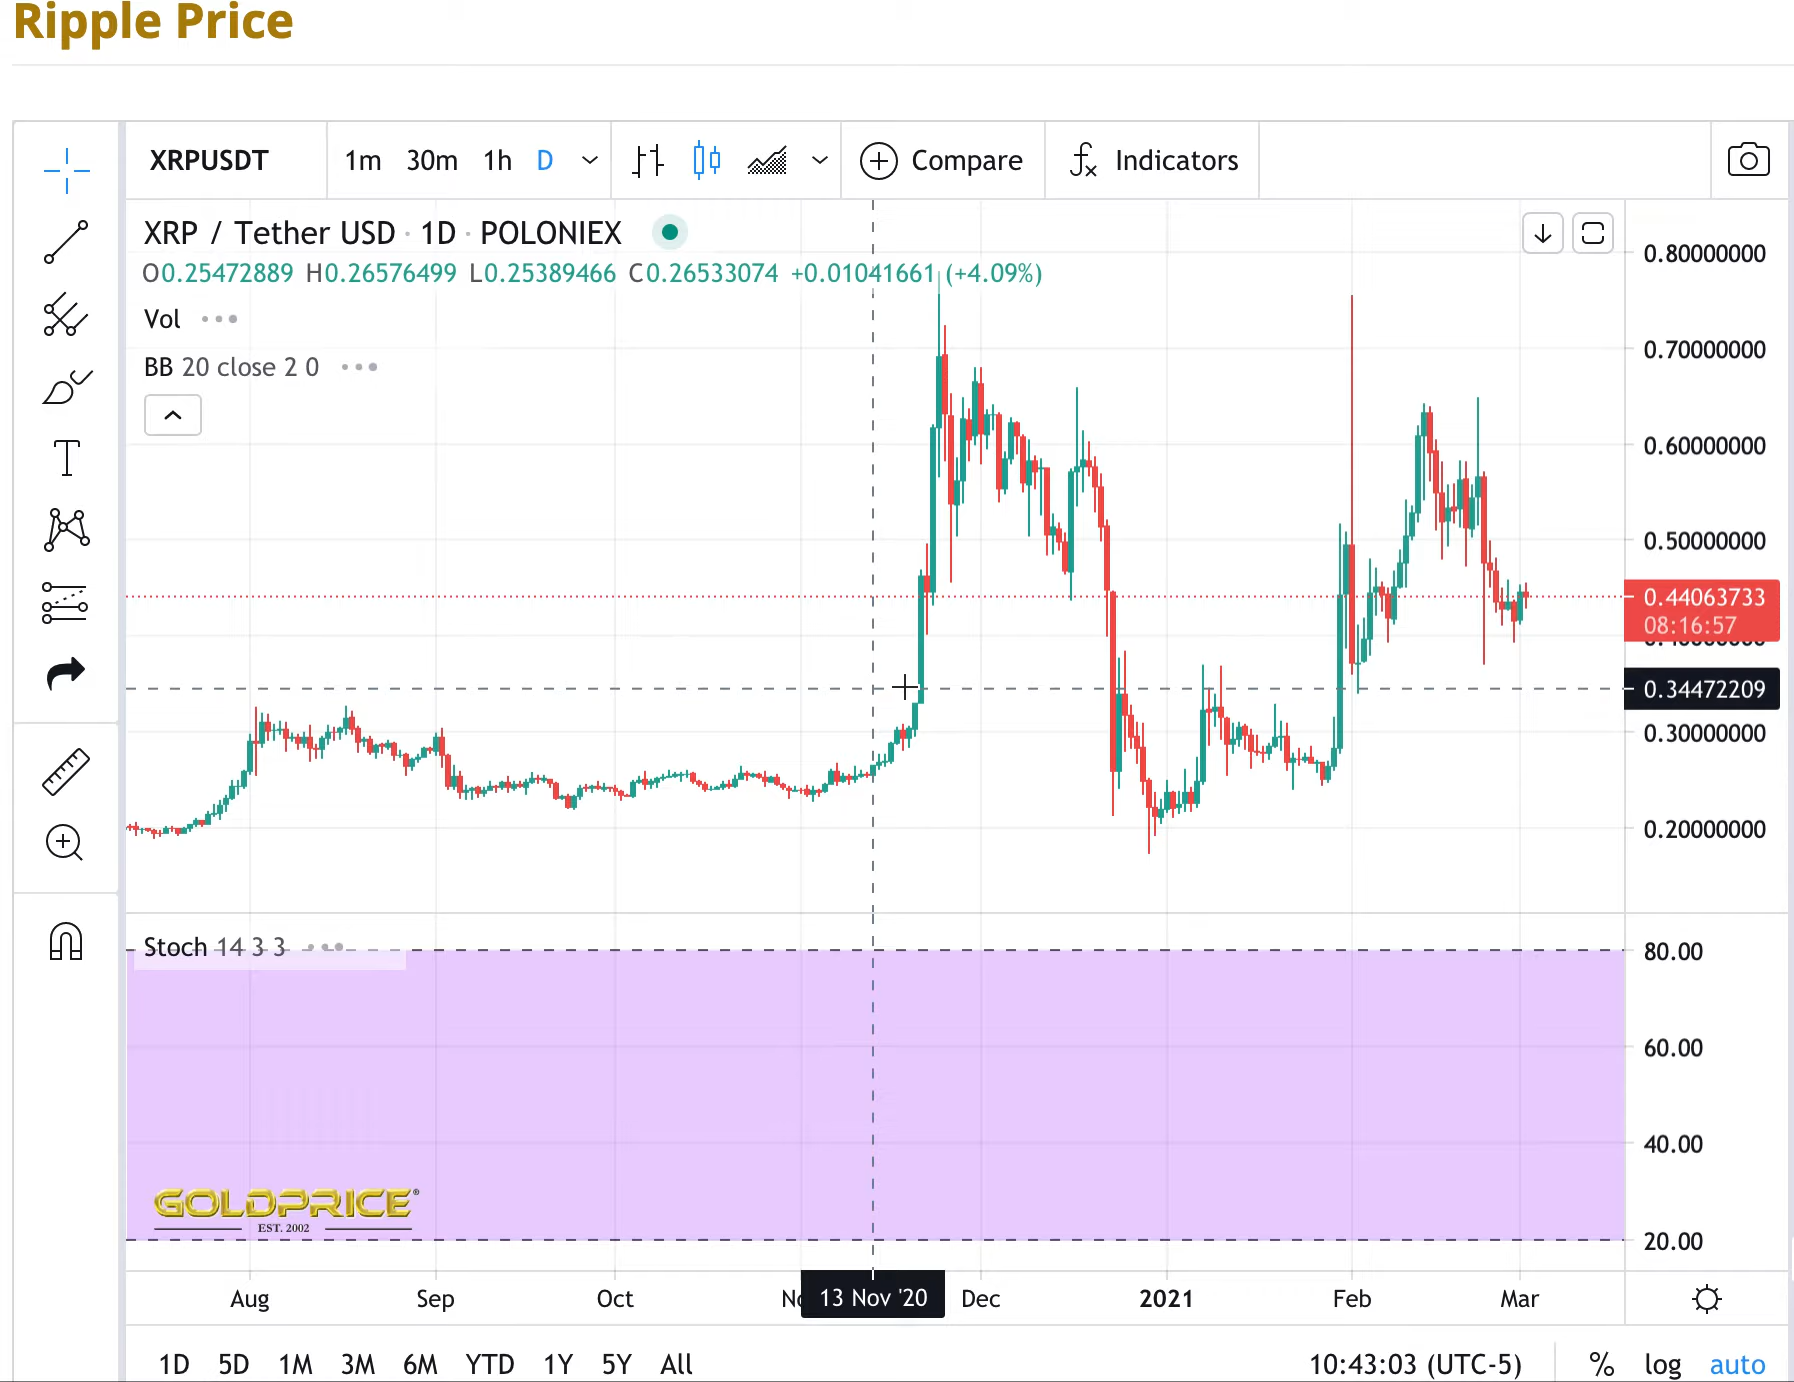 Ripple Price
XRPUSDT 1m 30m 1h D Compare Indicators
XRP / Tether USD · 1D · POLONIEX
O0.25472889 H0.26576499 L0.25389466 C0.26533074 +0.01041661 (+4.09%)
Vol
BB 20 close 2 0
0.80000000
0.70000000
0.60000000
0.50000000
0.44063733
08:16:57
0.34472209
0.30000000
0.20000000
Stoch 14 3 3
80.00
60.00
40.00
20.00
GOLDPRICE®
EST. 2002
Aug Sep Oct 13 Nov '20 Dec 2021 Feb Mar
1D 5D 1M 3M 6M YTD 1Y 5Y All 10:43:03 (UTC-5) % log auto